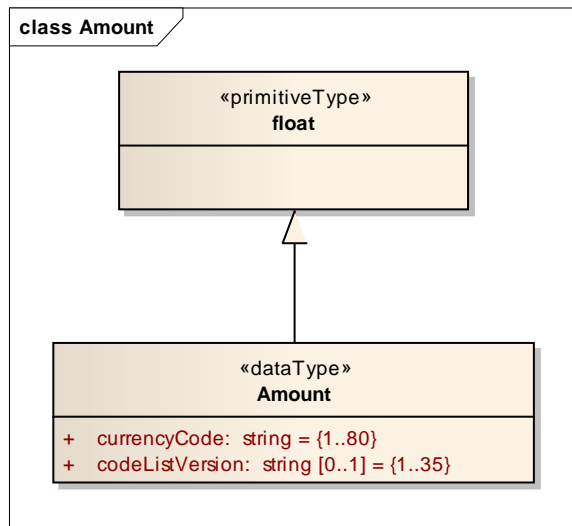 class Amount
«primitiveType»
float
«dataType»
Amount
+ currencyCode: string = {1..80}
+ codeListVersion: string [0..1] = {1..35}